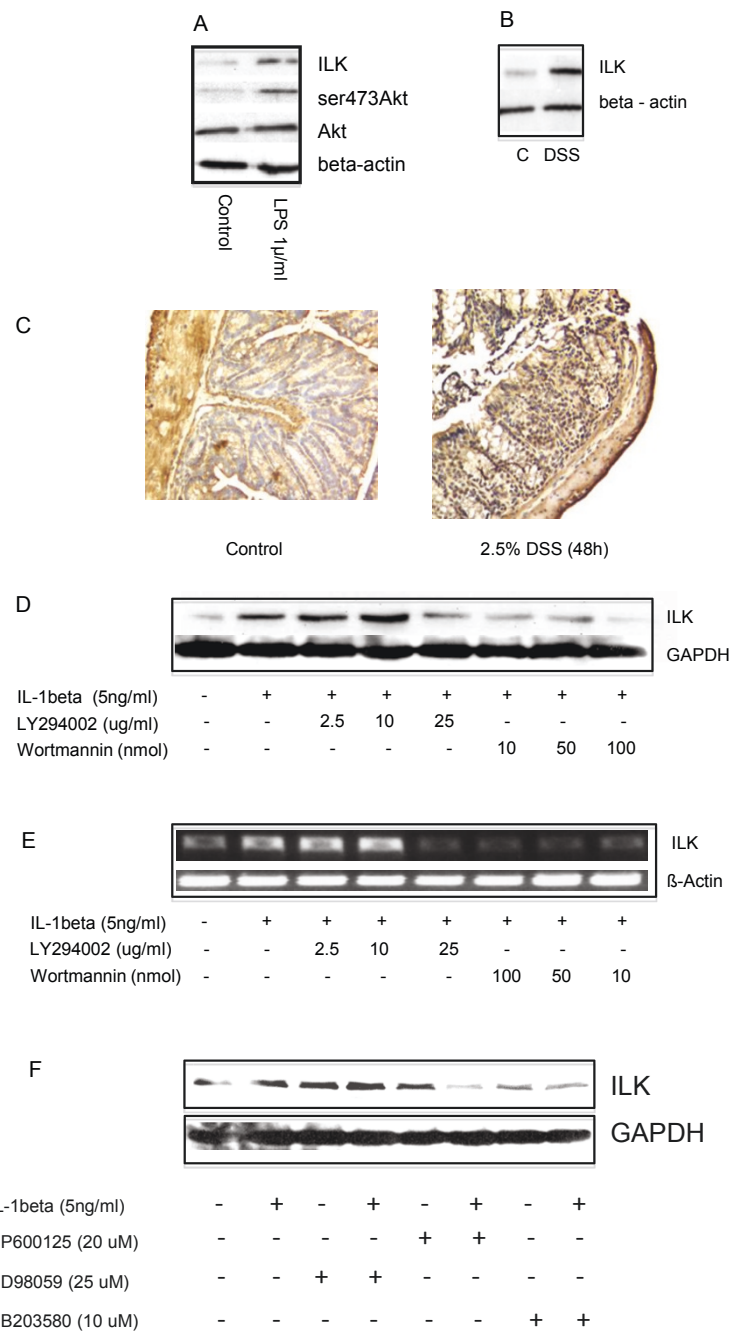 A
ILK
ser473Akt
Akt
beta-actin
Control
LPS 1µ/ml
B
ILK
beta - actin
C DSS
C
Control
2.5% DSS (48h)
D
ILK
GAPDH
IL-1beta (5ng/ml) - + + + + + + +
LY294002 (ug/ml) - - 2.5 10 25 - - -
Wortmannin (nmol) - - - - - 10 50 100
E
ILK
ß-Actin
IL-1beta (5ng/ml) - + + + + + + +
LY294002 (ug/ml) - - 2.5 10 25 - - -
Wortmannin (nmol) - - - - - 100 50 10
F
ILK
GAPDH
L-1beta (5ng/ml) - + - + - + - +
P600125 (20 uM) - - - - + + - -
D98059 (25 uM) - - + + - - - -
B203580 (10 uM) - - - - - - + +